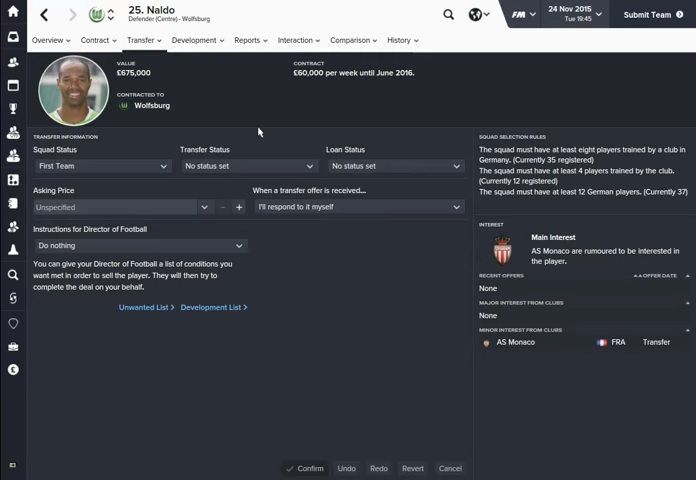 25. Naldo
Defender (Centre) - Wolfsburg
FM
24 Nov 2015
Tue 19:45
Submit Team
Overview
Contract
Transfer
Development
Reports
Interaction
Comparison
History
VALUE
£675,000
CONTRACT
£60,000 per week until June 2016.
CONTRACTED TO
Wolfsburg
TRANSFER INFORMATION
Squad Status
Transfer Status
Loan Status
First Team
No status set
No status set
Asking Price
When a transfer offer is received...
Unspecified
I'll respond to it myself
Instructions for Director of Football
Do nothing
You can give your Director of Football a list of conditions you
want met in order to sell the player. They will then try to
complete the deal on your behalf.
Unwanted List >
Development List >
Confirm
Undo
Redo
Revert
Cancel
SQUAD SELECTION RULES
The squad must have at least eight players trained by a club in
Germany. (Currently 35 registered)
The squad must have at least 4 players trained by the club.
(Currently 12 registered)
The squad must have at least 12 German players. (Currently 37)
INTEREST
Main Interest
AS Monaco are rumoured to be interested in
the player.
RECENT OFFERS
OFFER DATE
None
MAJOR INTEREST FROM CLUBS
None
MINOR INTEREST FROM CLUBS
AS Monaco
FRA
Transfer